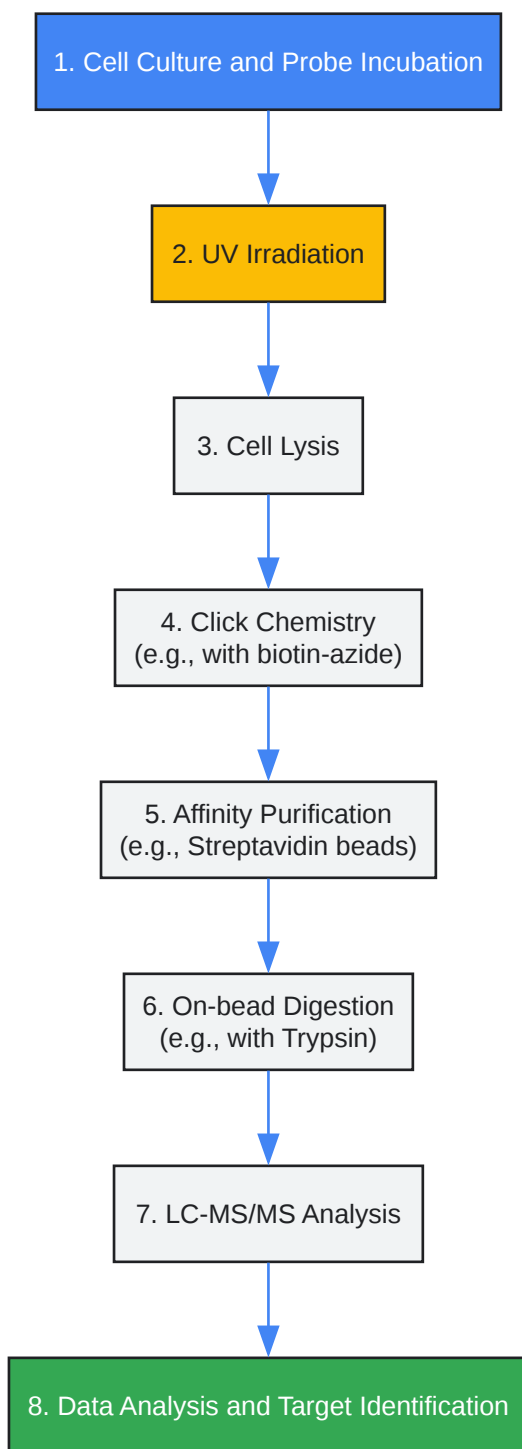 1. Cell Culture and Probe Incubation
2. UV Irradiation
3. Cell Lysis
4. Click Chemistry
(e.g., with biotin-azide)
5. Affinity Purification
(e.g., Streptavidin beads)
6. On-bead Digestion
(e.g., with Trypsin)
7. LC-MS/MS Analysis
8. Data Analysis and Target Identification